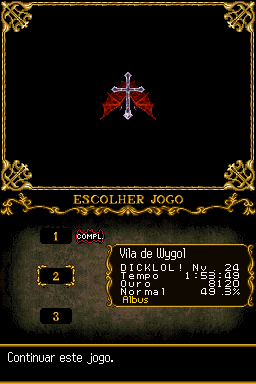 ESCOLHER JOGO
1 COMPL.
Vila de Wygol
2
DICKLOL! Nv 24
Tempo 1:53:49
Ouro 8120
Normal 49.5%
Albus
3
Continuar este jogo.